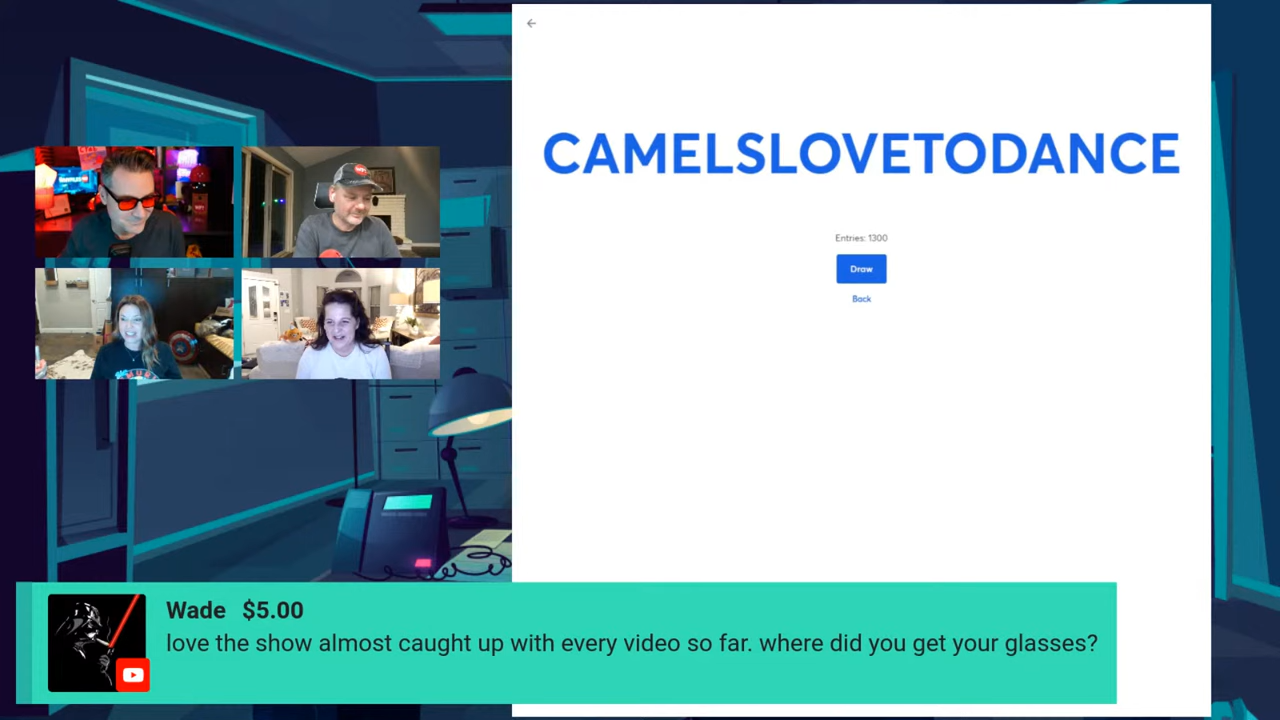 CAMELSLOVETODANCE
Entries: 1300
Draw
Back
Wade $5.00
love the show almost caught up with every video so far. where did you get your glasses?